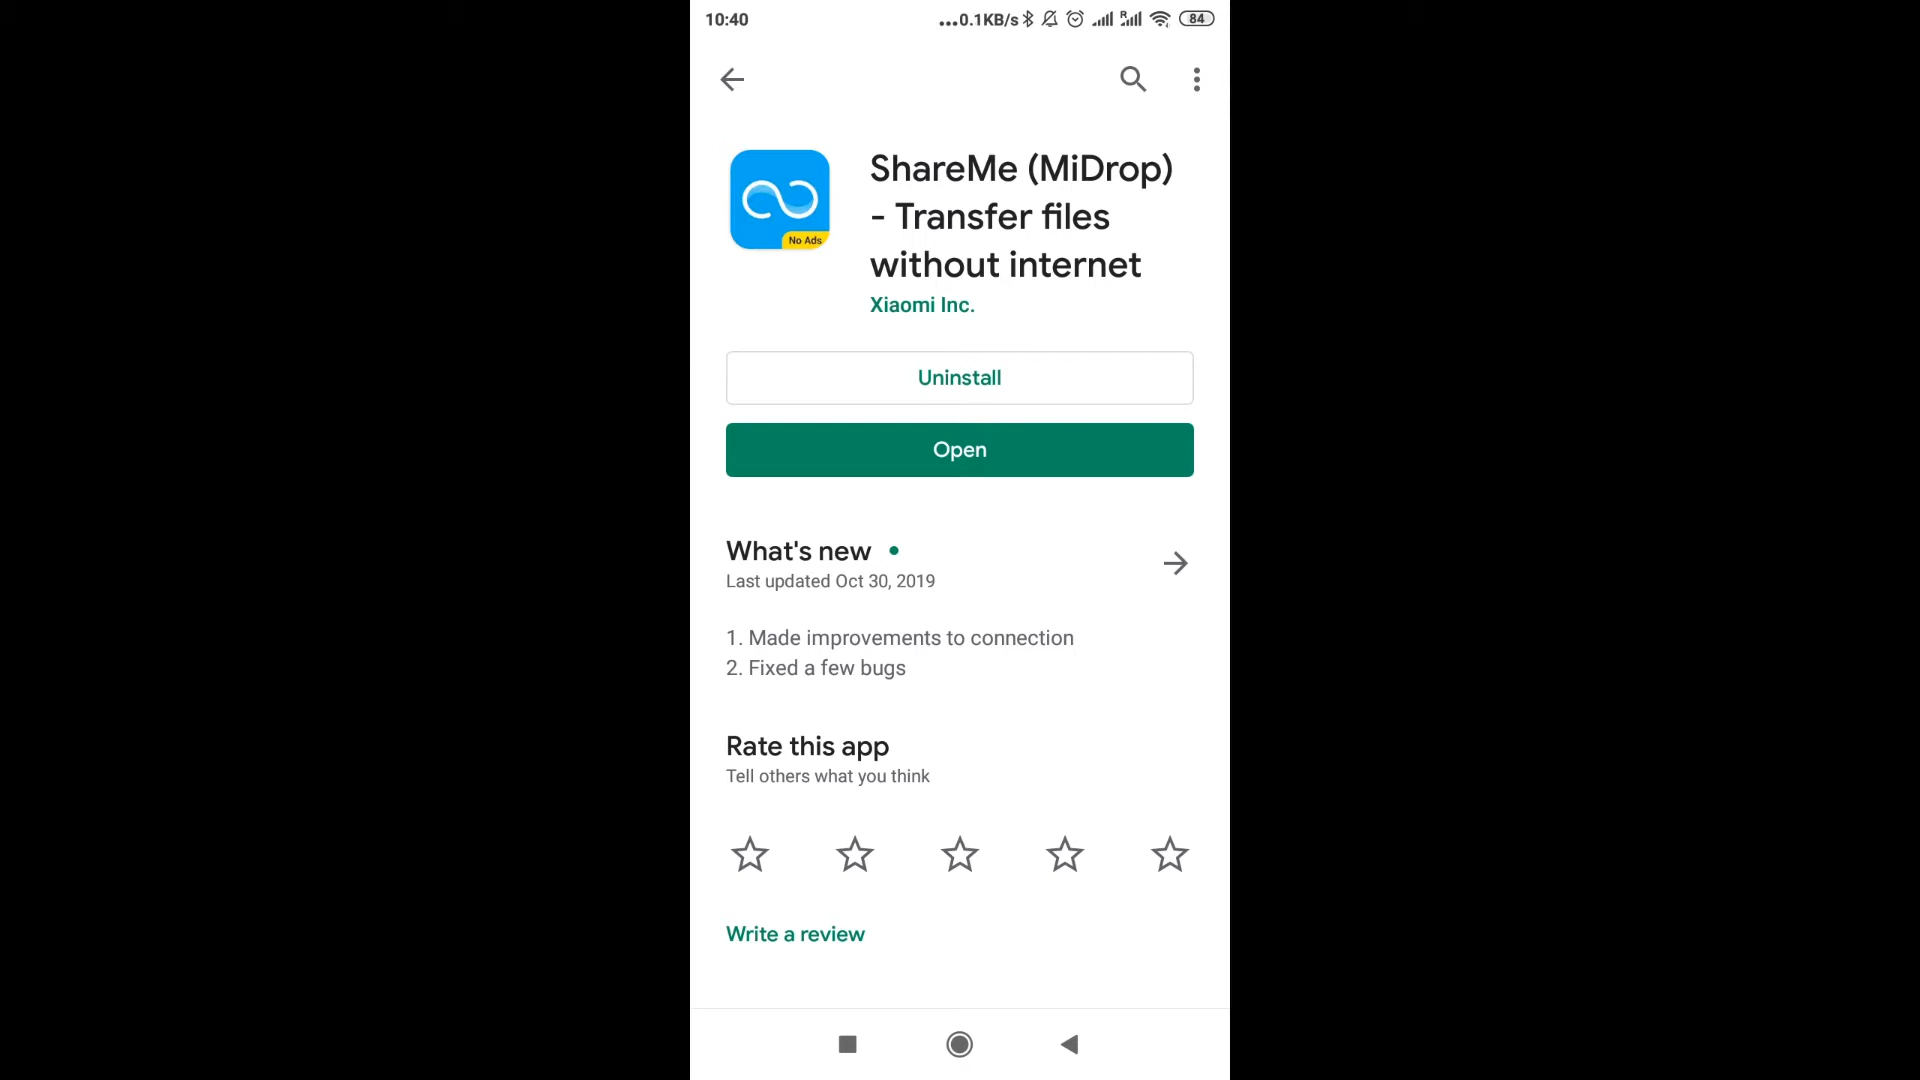 10:40
...0.1KB/s
R
84
ShareMe (MiDrop)
- Transfer files
without internet
No Ads
Xiaomi Inc.
Uninstall
Open
What's new
Last updated Oct 30, 2019
1. Made improvements to connection
2. Fixed a few bugs
Rate this app
Tell others what you think
Write a review